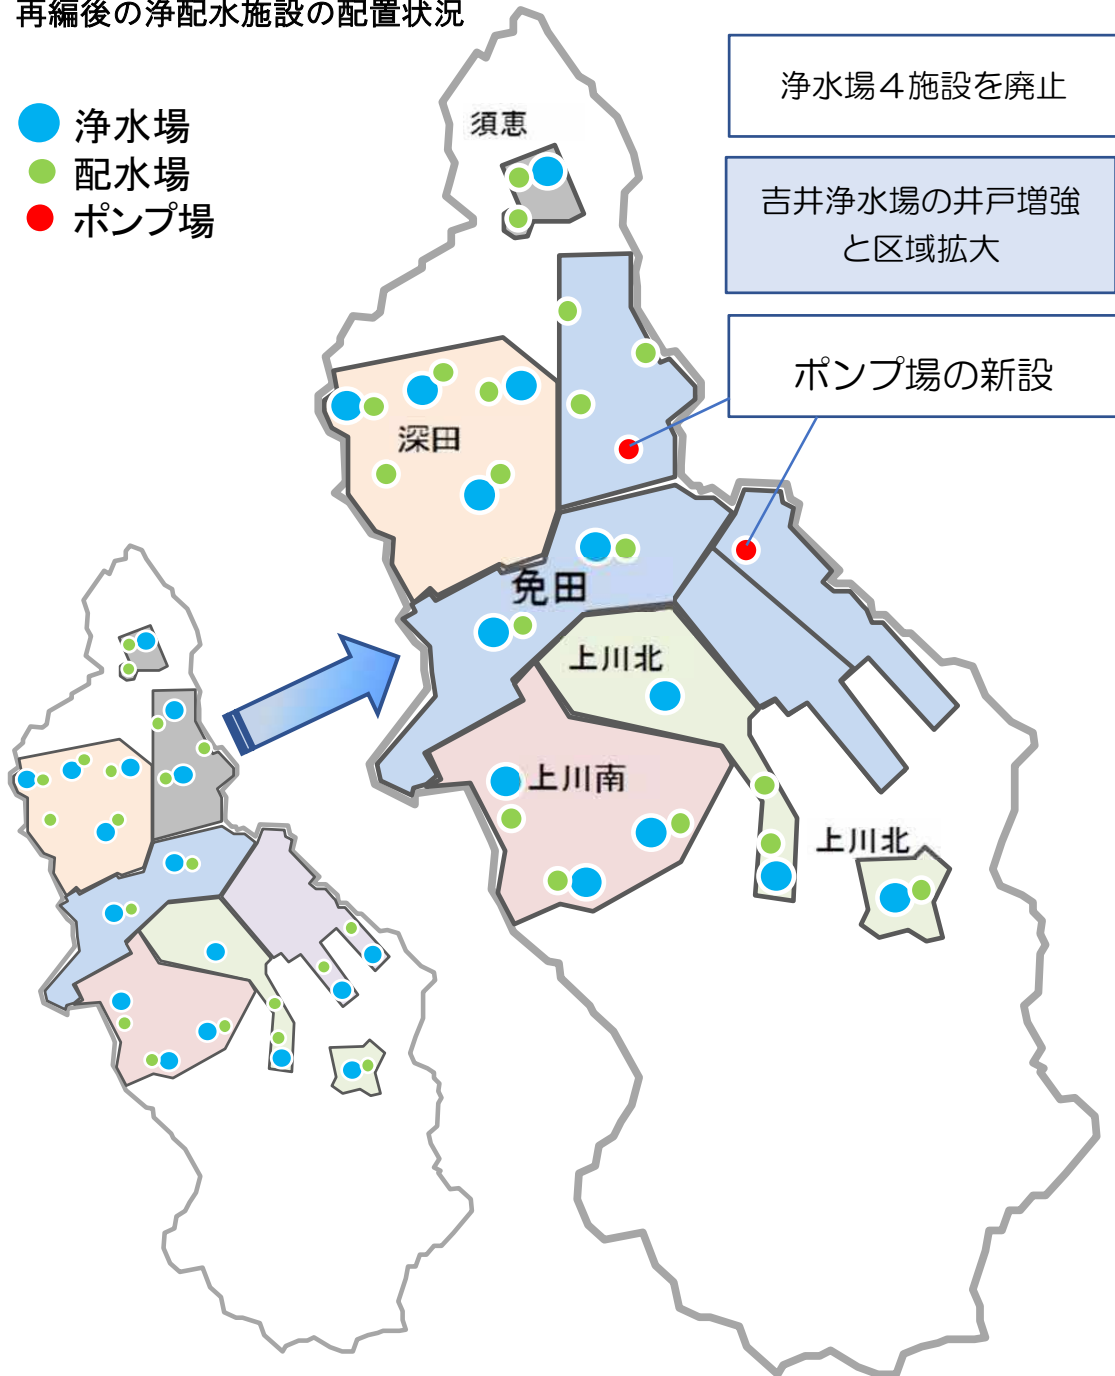 再編後の浄配水施設の配置状況
浄水場
配水場
ポンプ場
浄水場４施設を廃止
吉井浄水場の井戸増強
と区域拡大
ポンプ場の新設
須恵
深田
免田
上川北
上川南
上川北